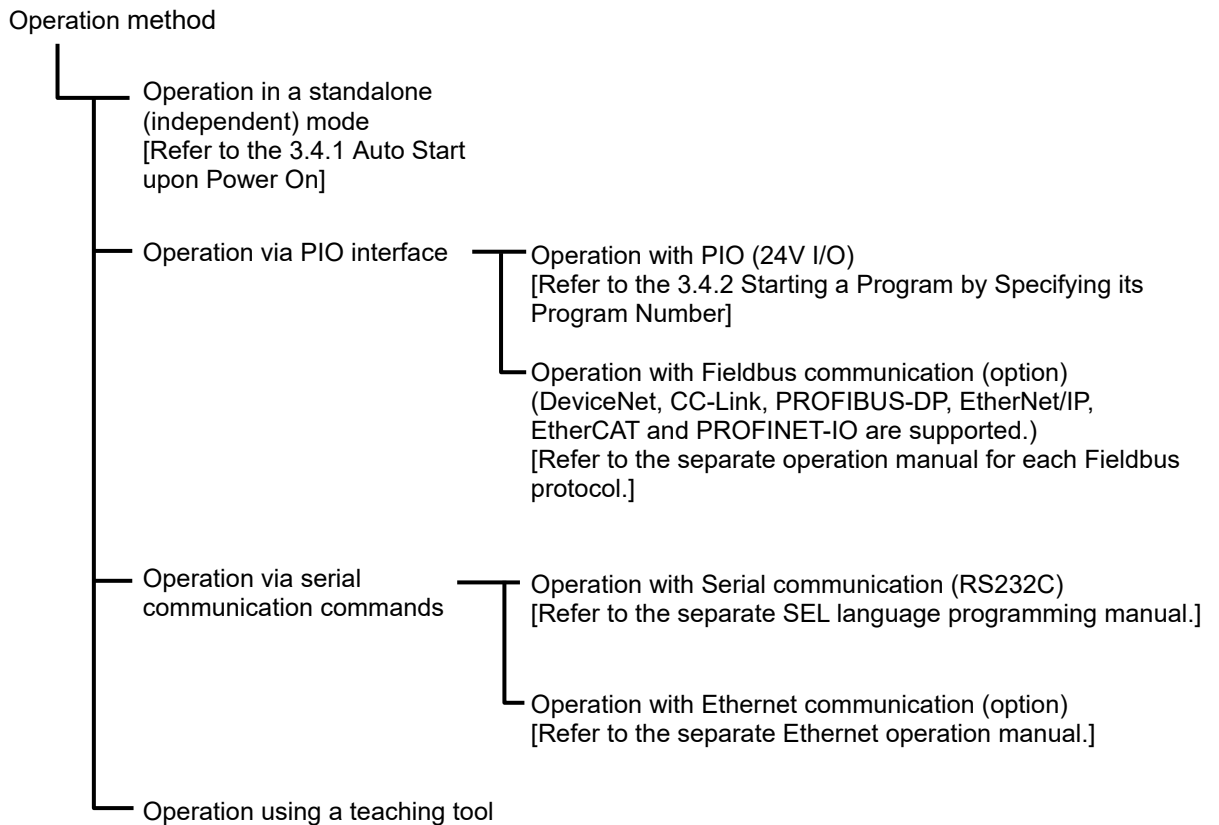 Operation method
Operation in a standalone
(independent) mode
[Refer to the 3.4.1 Auto Start
upon Power On]
Operation via PIO interface
Operation with PIO (24V I/O)
[Refer to the 3.4.2 Starting a Program by Specifying its
Program Number]
Operation with Fieldbus communication (option)
(DeviceNet, CC-Link, PROFIBUS-DP, EtherNet/IP,
EtherCAT and PROFINET-IO are supported.)
[Refer to the separate operation manual for each Fieldbus
protocol.]
Operation via serial
communication commands
Operation with Serial communication (RS232C)
[Refer to the separate SEL language programming manual.]
Operation with Ethernet communication (option)
[Refer to the separate Ethernet operation manual.]
Operation using a teaching tool